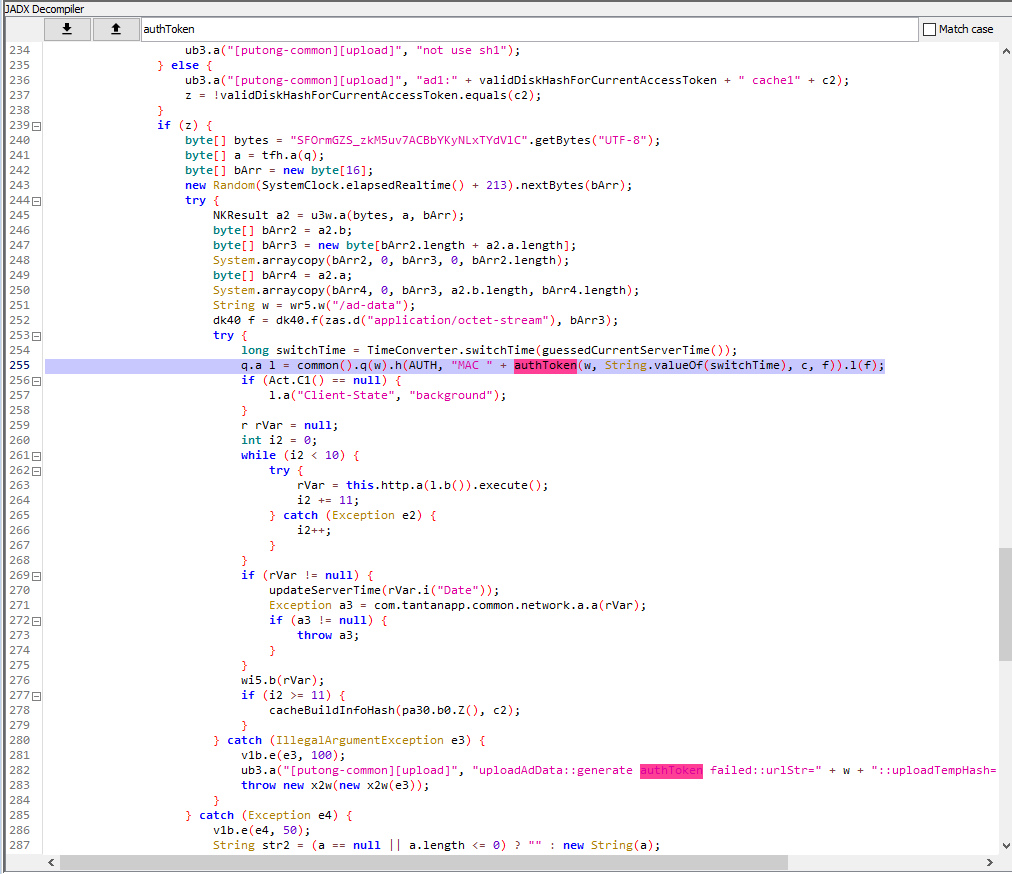 JADX Decompiler
authToken
Match case
234 ub3.a("[putong-common][upload]", "not use sh1");
235 } else {
236 ub3.a("[putong-common][upload]", "ad1:" + validDiskHashForCurrentAccessToken + " cache1" + c2);
237 z = !validDiskHashForCurrentAccessToken.equals(c2);
238 }
239 if (z) {
240 byte[] bytes = "SFOrmGZS_zkM5uv7ACBbYKyNLxTYdV1C".getBytes("UTF-8");
241 byte[] a = tfh.a(q);
242 byte[] bArr = new byte[16];
243 new Random(SystemClock.elapsedRealtime() + 213).nextBytes(bArr);
244 try {
245 NKResult a2 = u3w.a(bytes, a, bArr);
246 byte[] bArr2 = a2.b;
247 byte[] bArr3 = new byte[bArr2.length + a2.a.length];
248 System.arraycopy(bArr2, 0, bArr3, 0, bArr2.length);
249 byte[] bArr4 = a2.a;
250 System.arraycopy(bArr4, 0, bArr3, a2.b.length, bArr4.length);
251 String w = wr5.w("/ad-data");
252 dk40 f = dk40.f(zas.d("application/octet-stream"), bArr3);
253 try {
254 long switchTime = TimeConverter.switchTime(guessedCurrentServerTime());
255 q.a l = common().q(w).h(AUTH, "MAC " + authToken(w, String.valueOf(switchTime), c, f)).l(f);
256 if (Act.C1() == null) {
257 l.a("Client-State", "background");
258 }
259 r rVar = null;
260 int i2 = 0;
261 while (i2 < 10) {
262 try {
263 rVar = this.http.a(l.b()).execute();
264 i2 += 11;
265 } catch (Exception e2) {
266 i2++;
267 }
268 }
269 if (rVar != null) {
270 updateServerTime(rVar.i("Date"));
271 Exception a3 = com.tantanapp.common.network.a.a(rVar);
272 if (a3 != null) {
273 throw a3;
274 }
275 }
276 wi5.b(rVar);
277 if (i2 >= 11) {
278 cacheBuildInfoHash(pa30.b0.Z(), c2);
279 }
280 } catch (IllegalArgumentException e3) {
281 v1b.e(e3, 100);
282 ub3.a("[putong-common][upload]", "uploadAdData::generate authToken failed::urlStr=" + w + "::uploadTempHash=
283 throw new x2w(new x2w(e3));
284 }
285 } catch (Exception e4) {
286 v1b.e(e4, 50);
287 String str2 = (a == null || a.length <= 0) ? "" : new String(a);